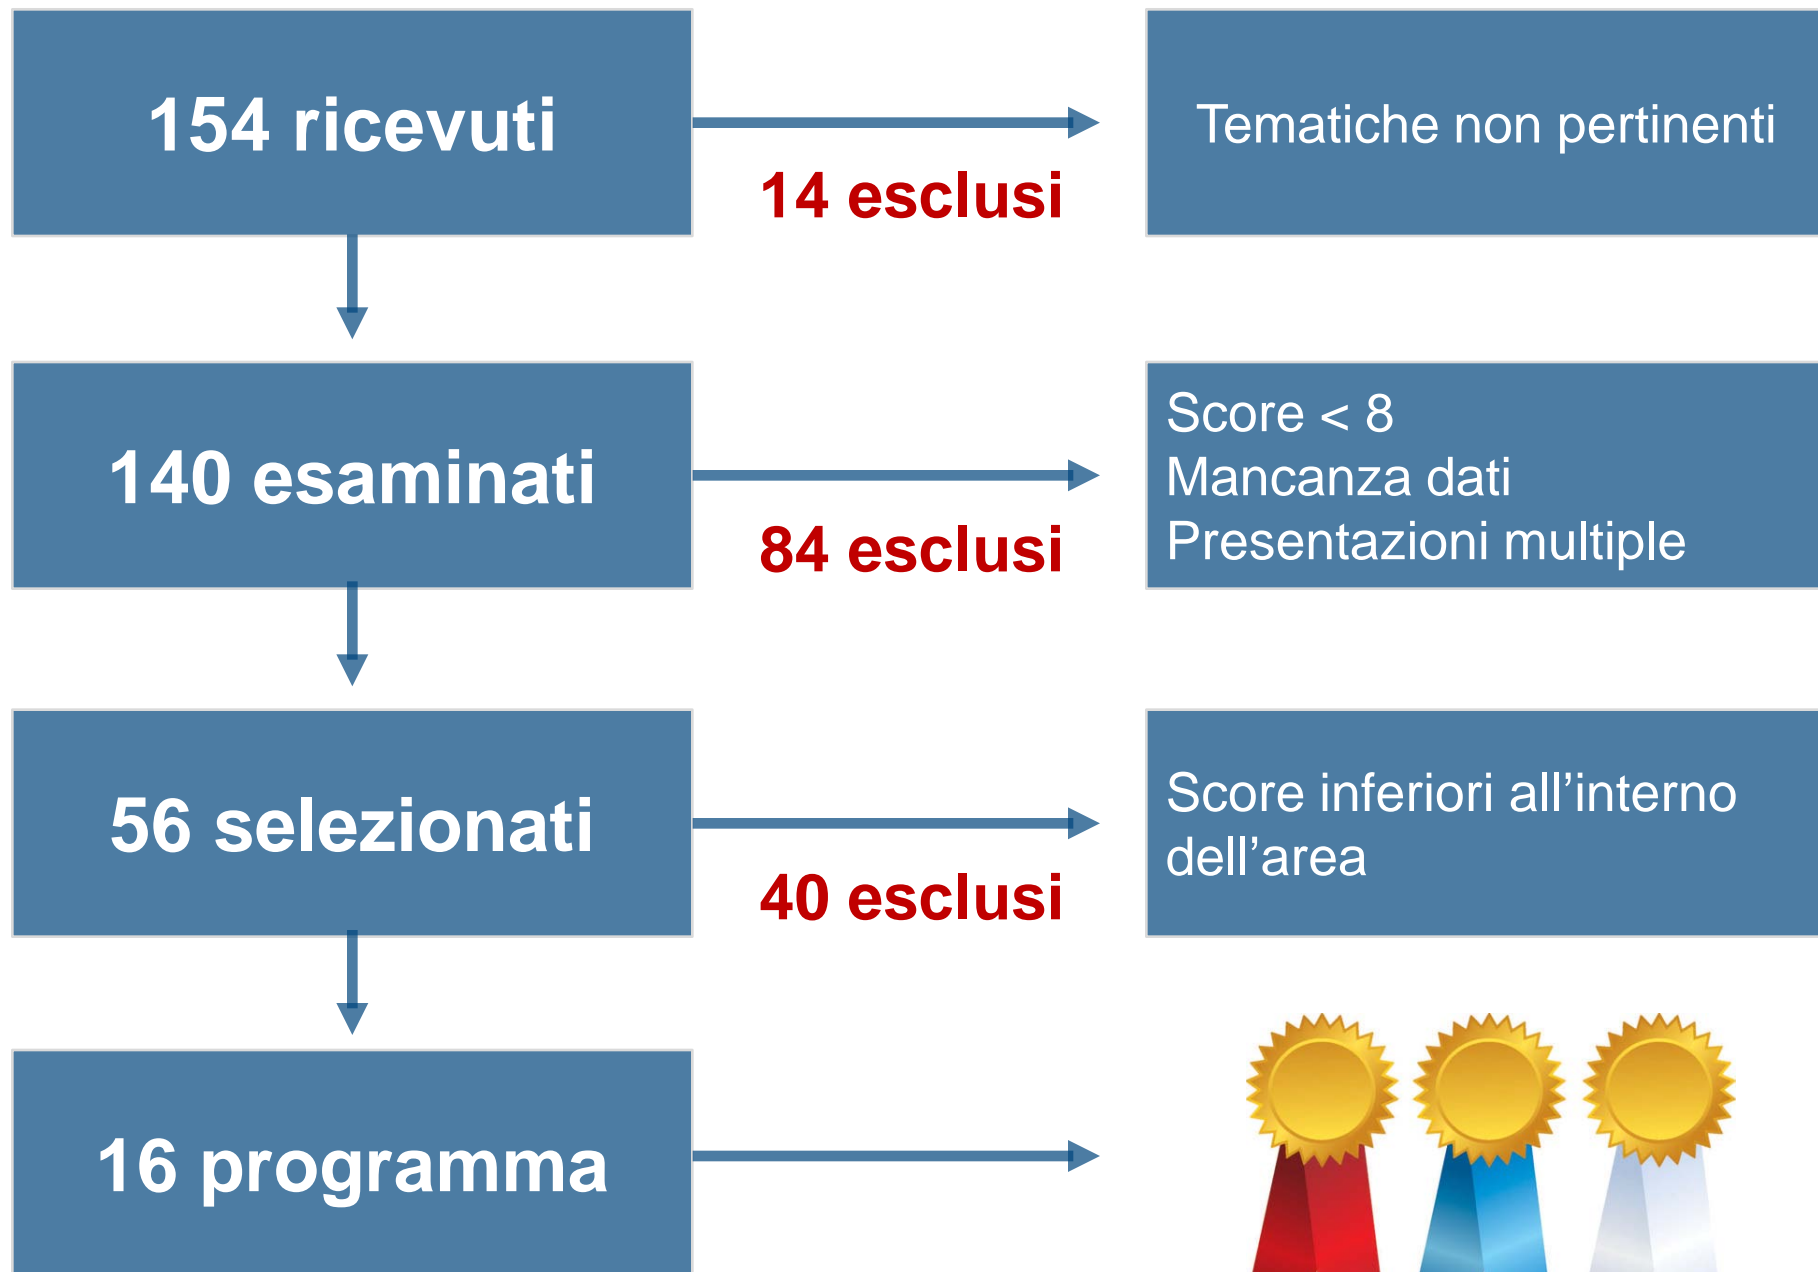 154 ricevuti
14 esclusi
Tematiche non pertinenti
140 esaminati
84 esclusi
Score < 8
Mancanza dati
Presentazioni multiple
56 selezionati
40 esclusi
Score inferiori all’interno
dell’area
16 programma